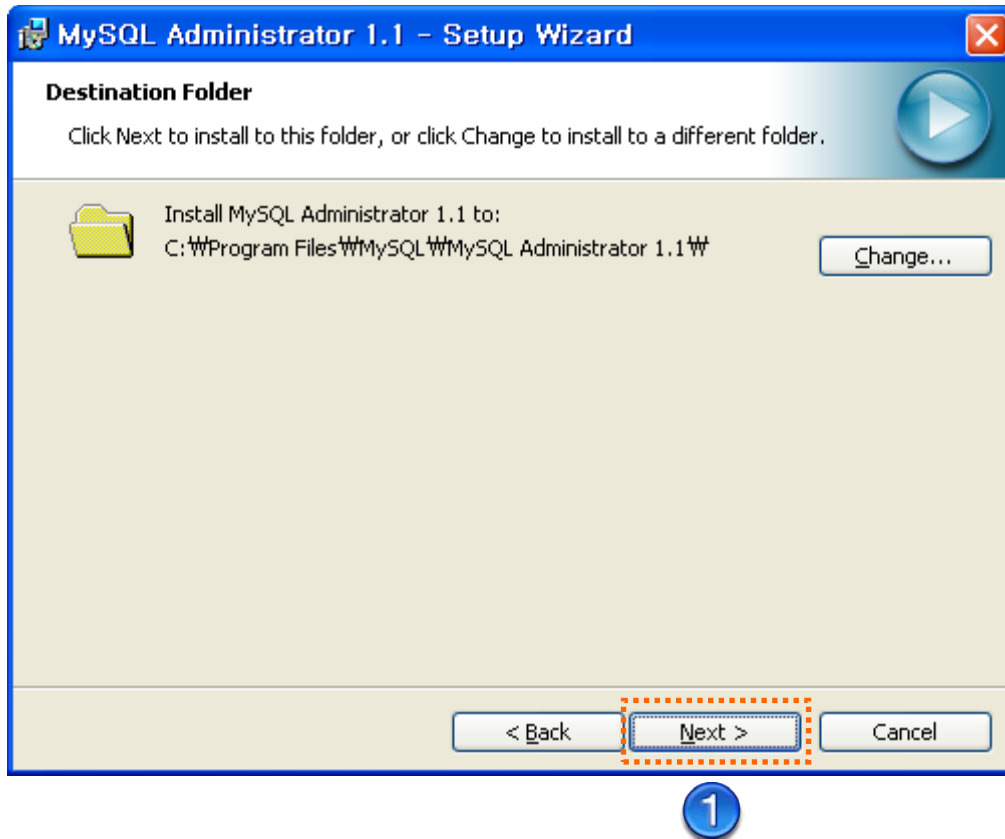 MySQL Administrator 1.1 - Setup Wizard
Destination Folder
Click Next to install to this folder, or click Change to install to a different folder.
Install MySQL Administrator 1.1 to:
C:₩Program Files₩MySQL₩MySQL Administrator 1.1₩
Change...
< Back
Next >
Cancel
1